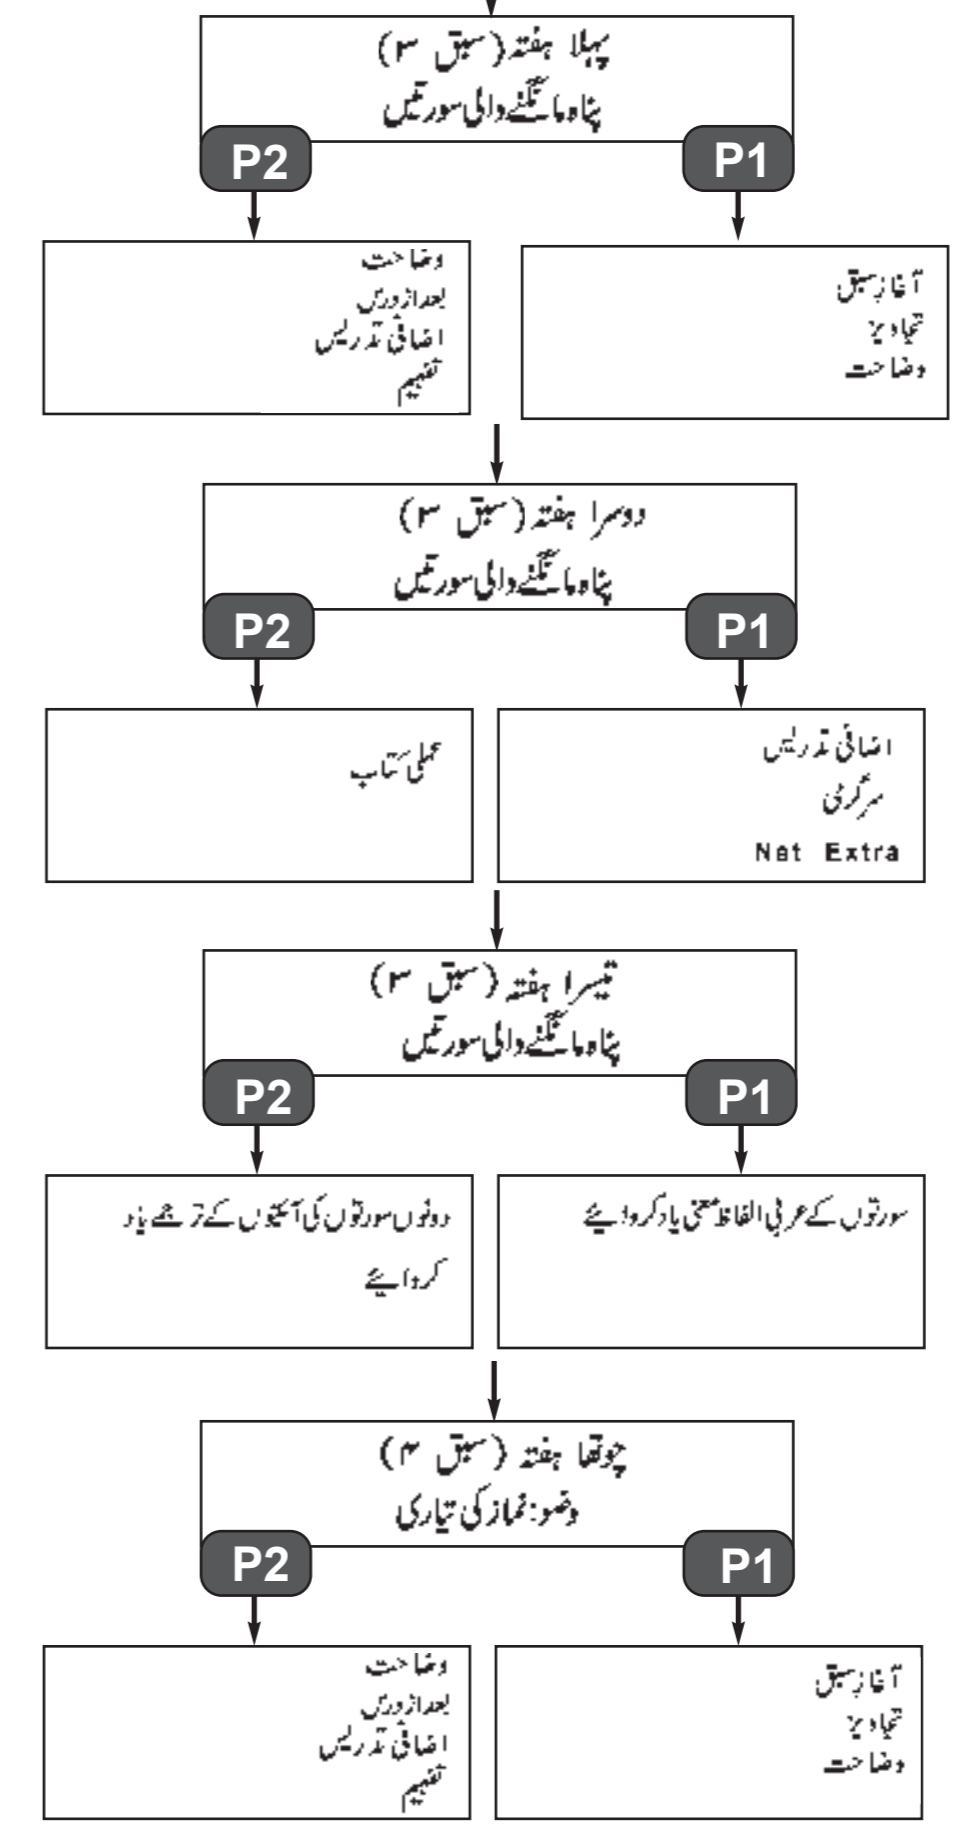 پہلا ہفتہ (سبق ۳)
پناہ مانگنے والی سورتیں
P1
P2
آغازِ سبق
تجاویز
وضاحت
وضاحت
بعد از درس
اضافی تدریس
تفہیم
دوسرا ہفتہ (سبق ۳)
پناہ مانگنے والی سورتیں
P1
P2
اضافی تدریس
سرگرمی
Net Extra
عملی کتاب
تیسرا ہفتہ (سبق ۳)
پناہ مانگنے والی سورتیں
P1
P2
سورتوں کے عربی الفاظ معنی یاد کروایئے
دونوں سورتوں کی آیتوں کے ترجمے یاد
کروایئے
چوتھا ہفتہ (سبق ۴)
وضو: نماز کی تیاری
P1
P2
آغازِ سبق
تجاویز
وضاحت
وضاحت
بعد از درس
اضافی تدریس
تفہیم